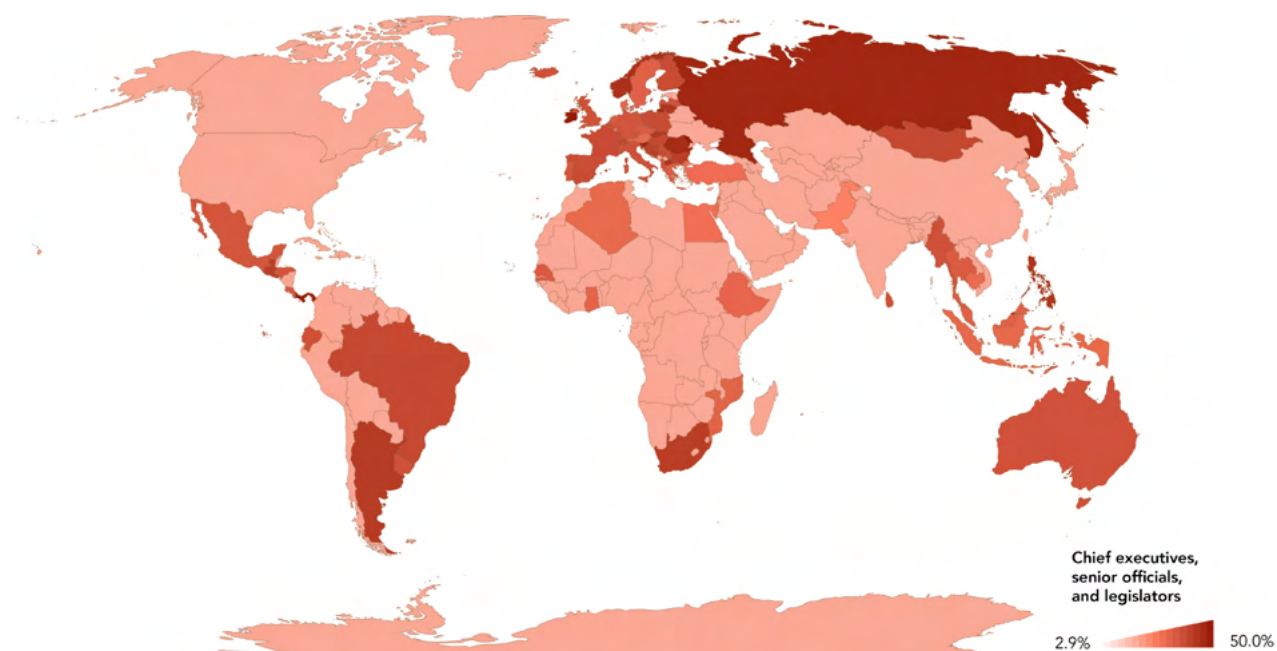 Chief executives,
senior officials,
and legislators
2.9%
50.0%